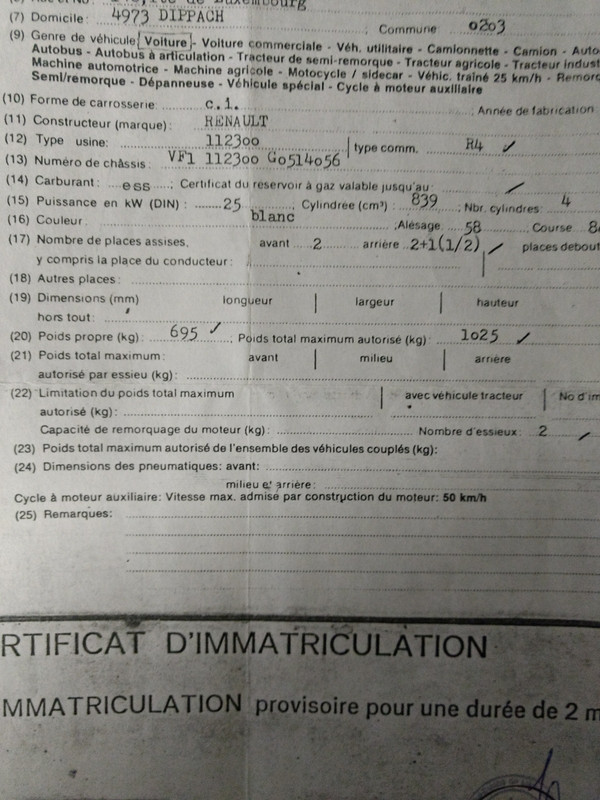 de Luxembourg
(7) Domicile: 4973 DIPPACH ; Commune 0203
(9) Genre de véhicule: Voiture - Voiture commerciale - Véh. utilitaire - Camionnette - Camion -
Autobus - Autobus à articulation - Tracteur de semi-remorque - Tracteur agricole - Tracteur
Machine automotrice - Machine agricole - Motocycle / sidecar - Véhic. traîné 25 km/h -
Semi/remorque - Dépanneuse - Véhicule spécial - Cycle à moteur auxiliaire
(10) Forme de carrosserie: c.i. ; Année de fabrication
(11) Constructeur (marque): RENAULT
(12) Type usine: 112300 type comm. R4
(13) Numéro de châssis: VF1 112300 G0514056
(14) Carburant: ess ; Certificat du réservoir à gaz valable jusqu'au:
(15) Puissance en kW (DIN): 25 ; Cylindrée (cm³): 839 ; Nbr. cylindres: 4
(16) Couleur: blanc ; Alésage 58 ; Course
(17) Nombre de places assises, avant 2 arrière 2+1(1/2) places debout
y compris la place du conducteur:
(18) Autres places:
(19) Dimensions (mm) longueur largeur hauteur
hors tout:
(20) Poids propre (kg): 695 ; Poids total maximum autorisé (kg): 1025
(21) Poids total maximum: avant milieu arrière
autorisé par essieu (kg):
(22) Limitation du poids total maximum avec véhicule tracteur No
autorisé (kg):
Capacité de remorquage du moteur (kg): Nombre d'essieux: 2
(23) Poids total maximum autorisé de l'ensemble des véhicules couplés (kg):
(24) Dimensions des pneumatiques: avant:
milieu et arrière:
Cycle à moteur auxiliaire: Vitesse max. admise par construction du moteur: 50 km/h
(25) Remarques:
RTIFICAT D'IMMATRICULATION
MMATRICULATION provisoire pour une durée de 2 m